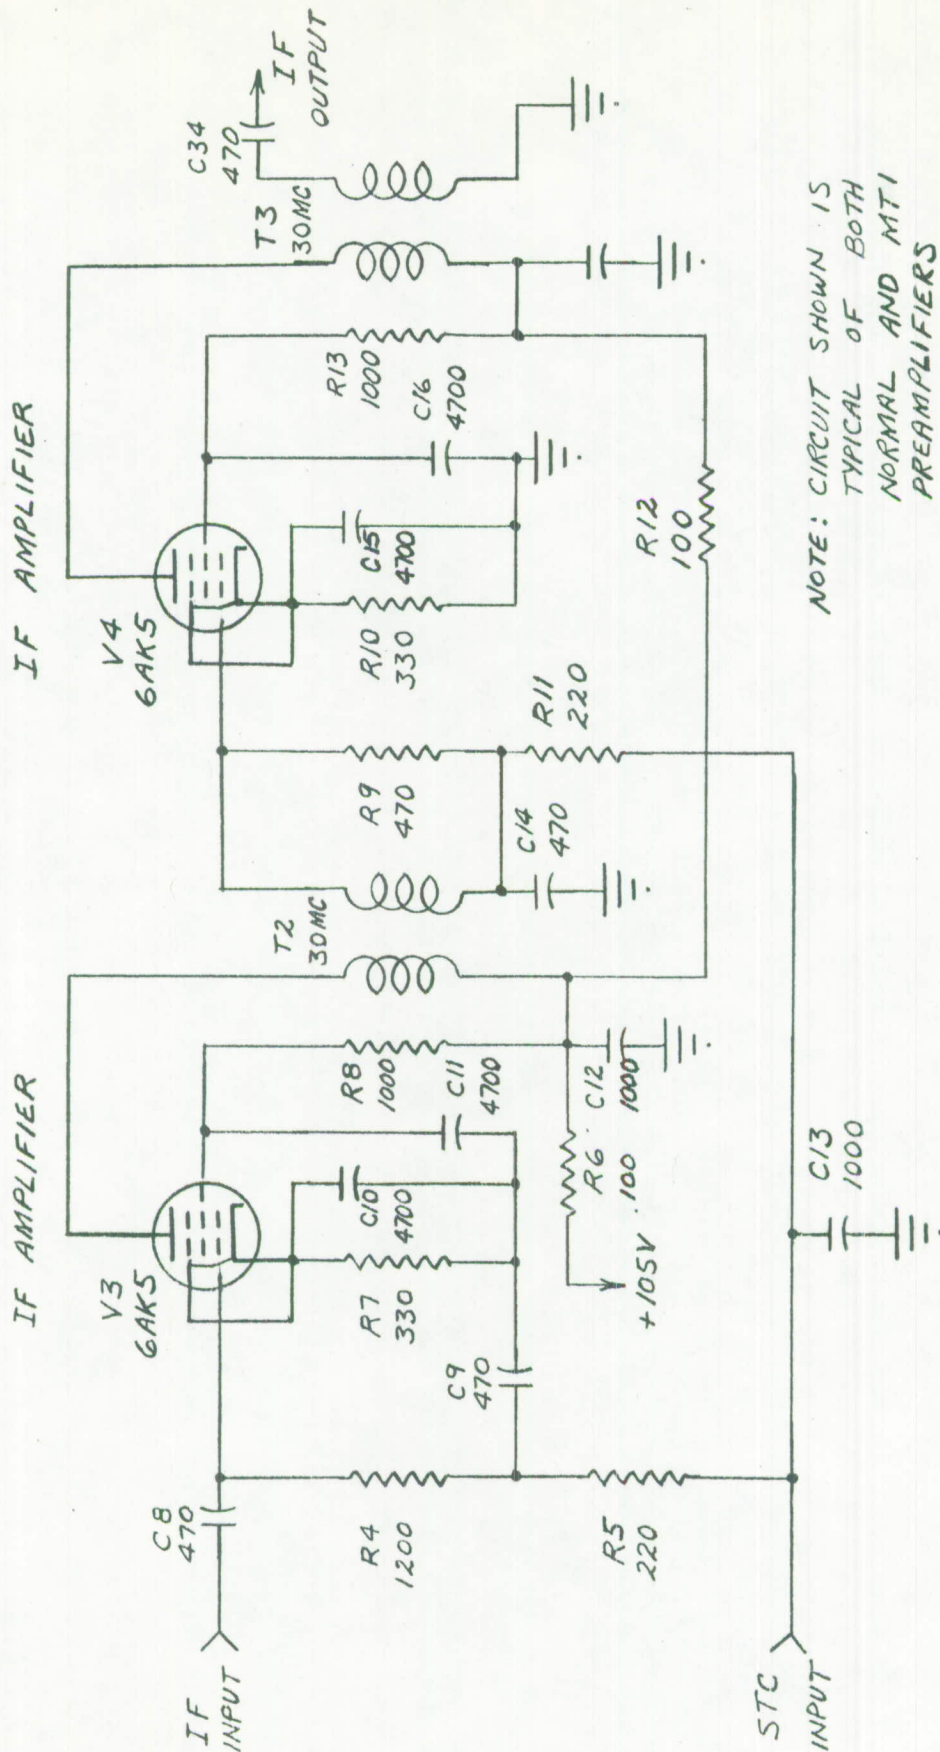 IF AMPLIFIER
IF AMPLIFIER
V3
6AK5
V4
6AK5
C8
470
IF
INPUT
R4
1200
R5
220
C9
470
R7
330
C10
4700
C11
4700
R8
1000
R6
100
C12
1000
+105V
T2
30MC
R9
470
C14
470
R11
220
R10
330
C15
4700
C16
4700
R13
1000
R12
100
T3
30MC
C34
470
IF
OUTPUT
STC
INPUT
C13
1000
NOTE: CIRCUIT SHOWN IS
TYPICAL OF BOTH
NORMAL AND MTI
PREAMPLIFIERS